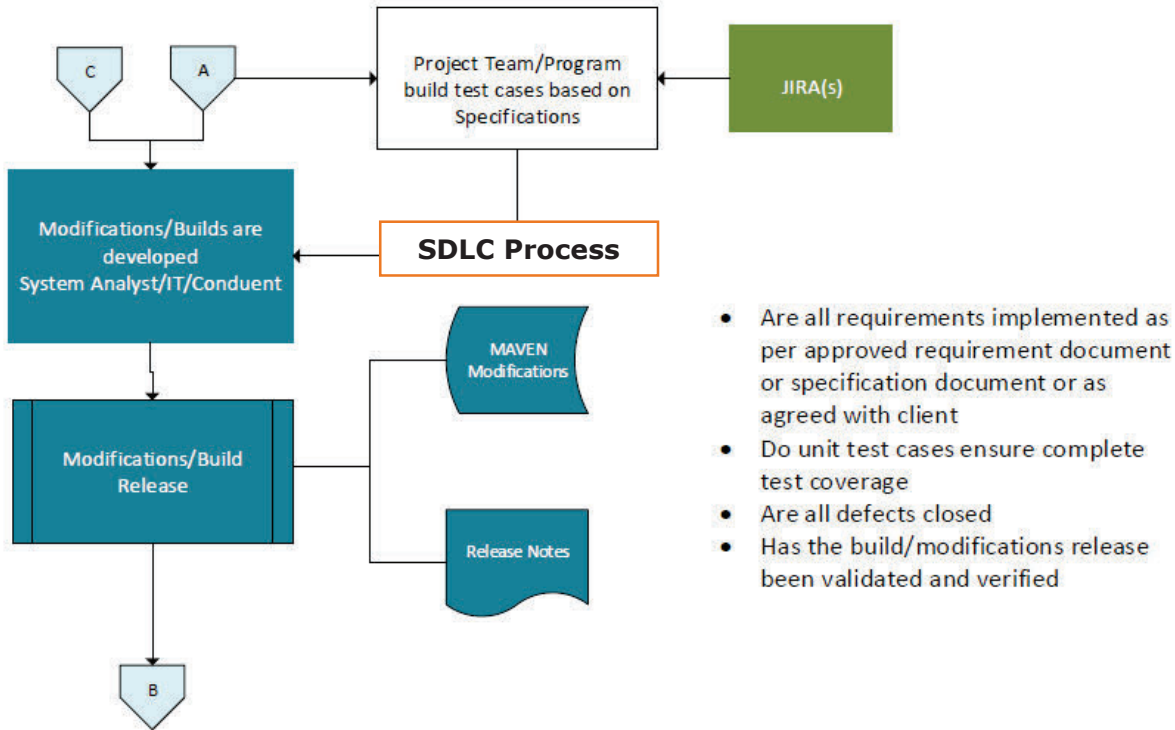 C
A
Project Team/Program
build test cases based on
Specifications
JIRA(s)
Modifications/Builds are
developed
System Analyst/IT/Conduent
SDLC Process
MAVEN
Modifications
Modifications/Build
Release
Release Notes
B
• Are all requirements implemented as
per approved requirement document
or specification document or as
agreed with client
• Do unit test cases ensure complete
test coverage
• Are all defects closed
• Has the build/modifications release
been validated and verified